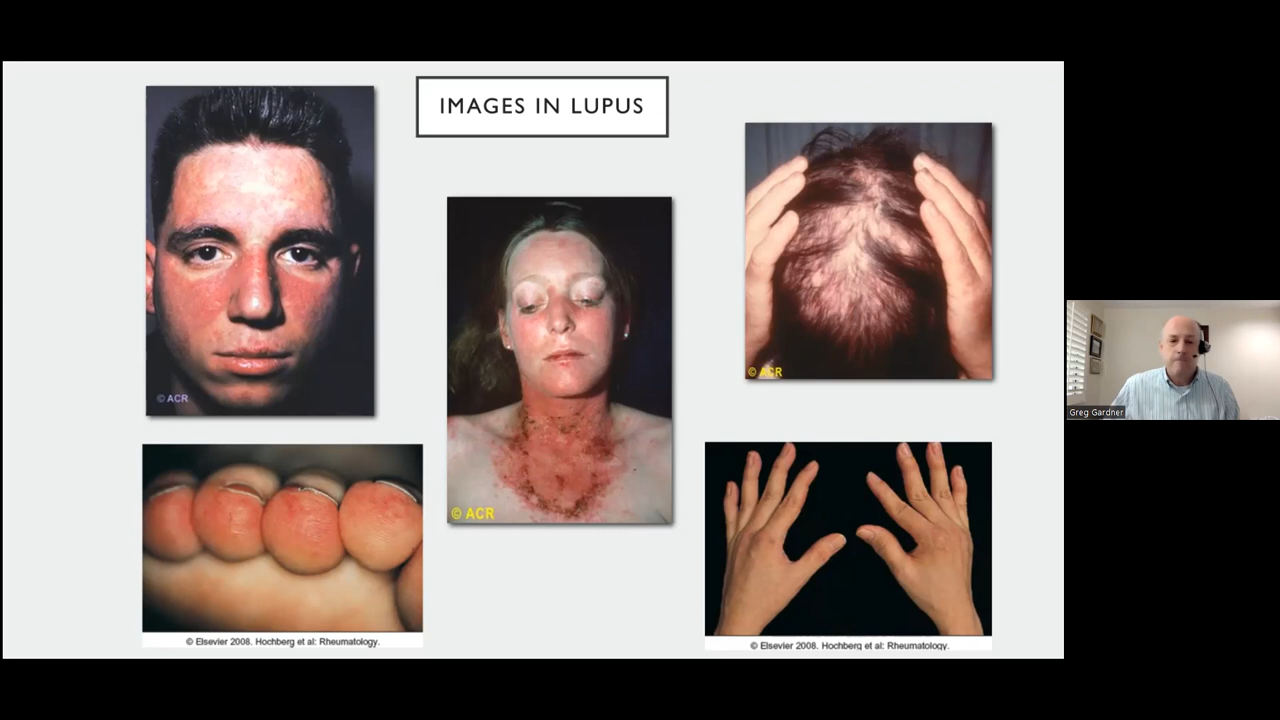 IMAGES IN LUPUS
© ACR
© ACR
© ACR
© Elsevier 2008. Hochberg et al: Rheumatology.
© Elsevier 2008. Hochberg et al: Rheumatology.
Greg Gardner